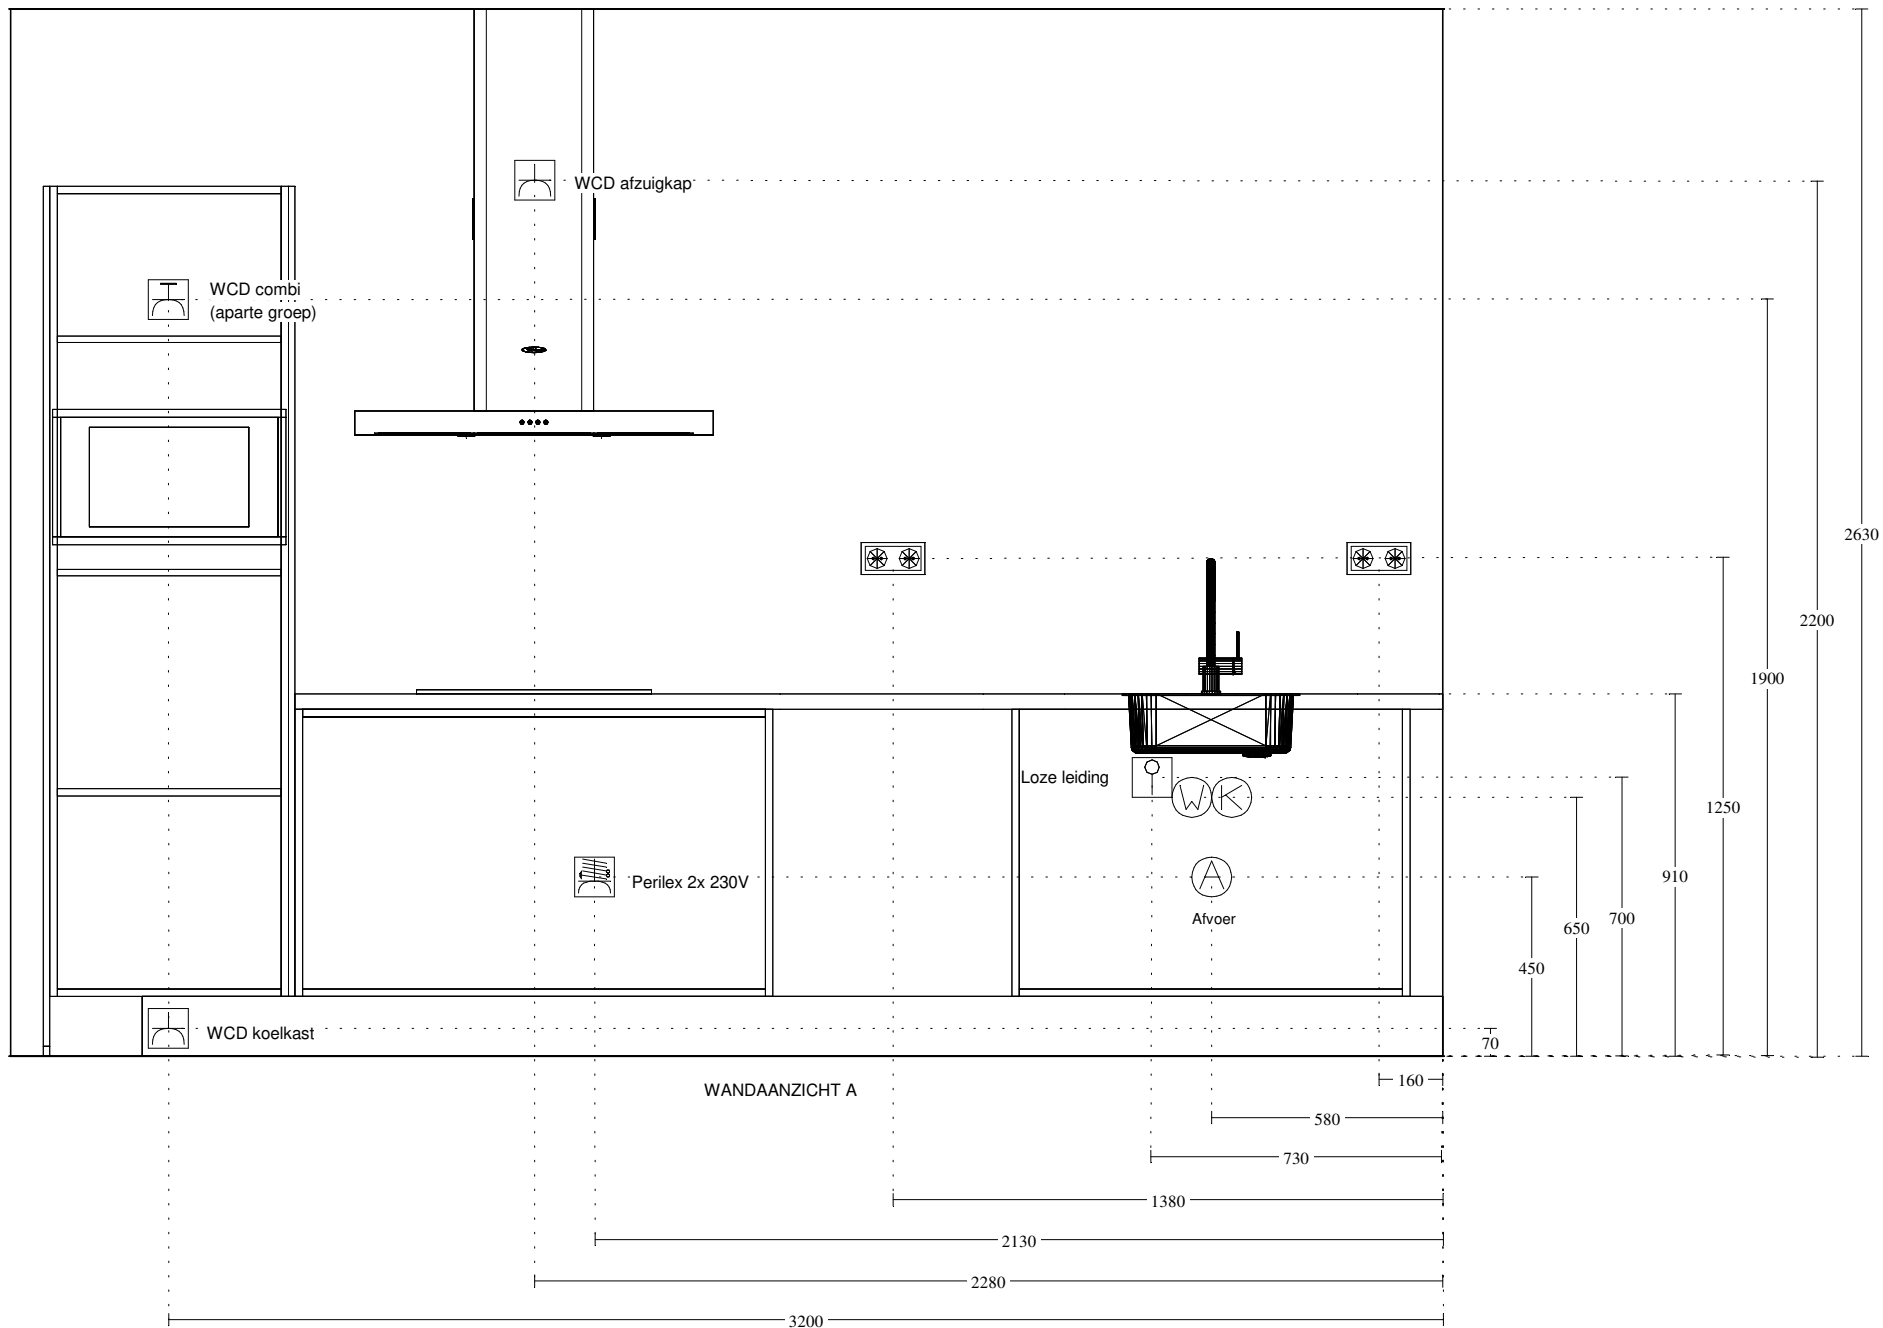 WCD afzuigkap
WCD combi
(aparte groep)
2630
2200
1900
Loze leiding
W K
1250
Perilex 2x 230V
A
910
Afvoer
700
650
450
WCD koelkast
70
WANDAANZICHT A
160
580
730
1380
2130
2280
3200